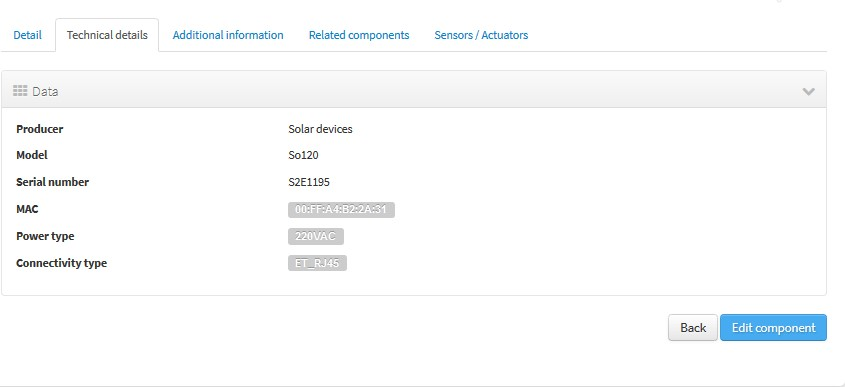 Detail Technical details Additional information Related components Sensors / Actuators
Data
Producer Solar devices
Model So120
Serial number S2E1195
MAC 00:FF:A4:B2:2A:31
Power type 220VAC
Connectivity type ET_RJ45
Back Edit component